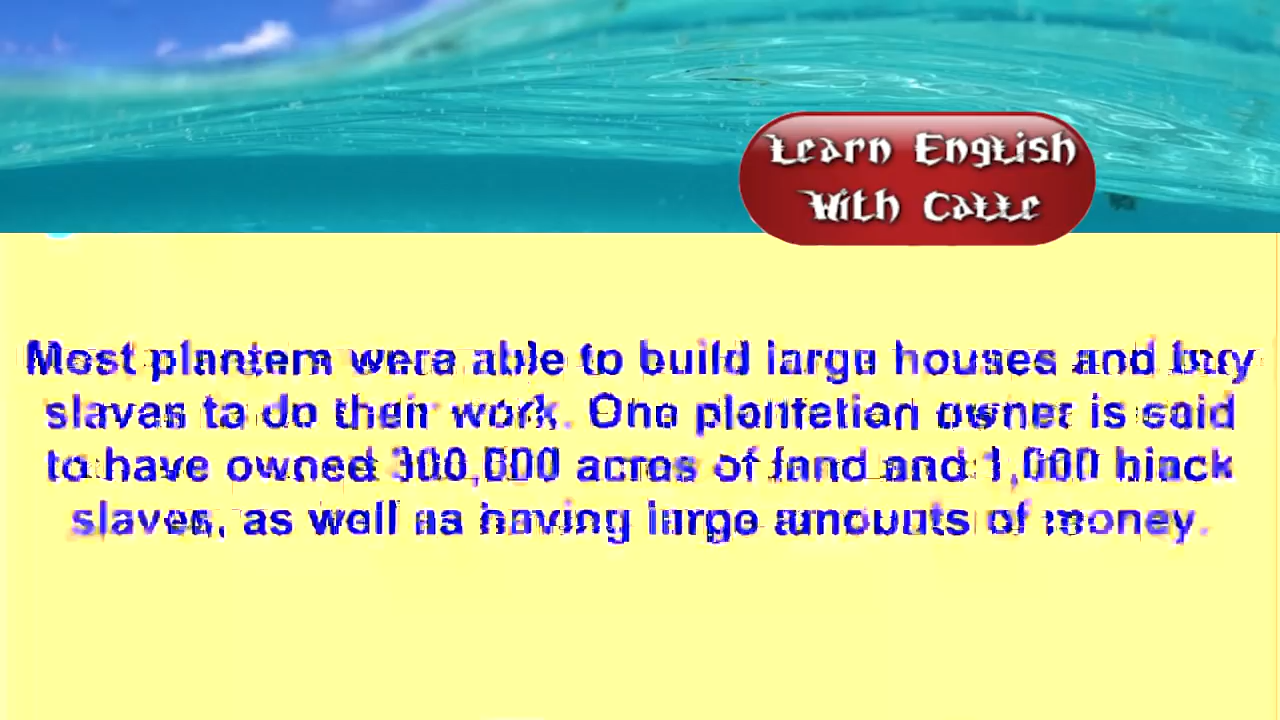 Learn English
With Calle
Most planters were able to build large houses and buy
slaves to do their work. One plantation owner is said
to have owned 300,000 acres of land and 1,000 black
slaves, as well as having large amounts of money.